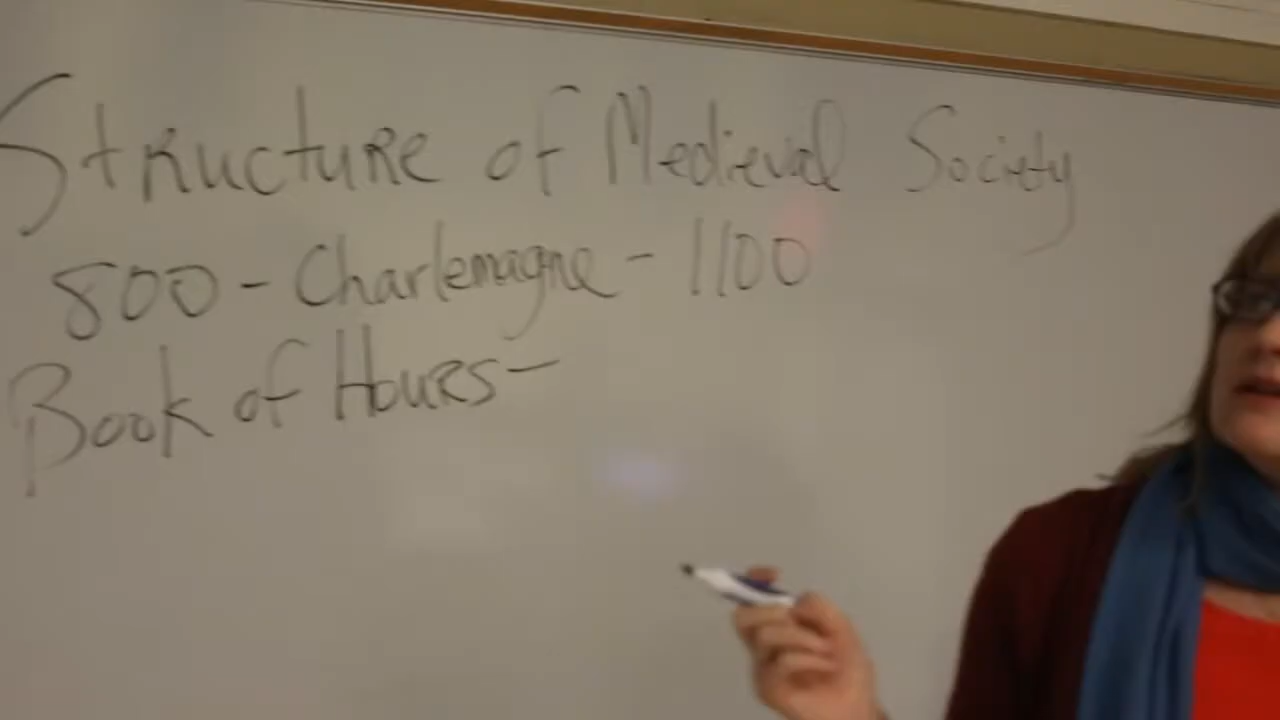 Structure of Medieval Society
800 - Charlemagne - 1100
Book of Hours -